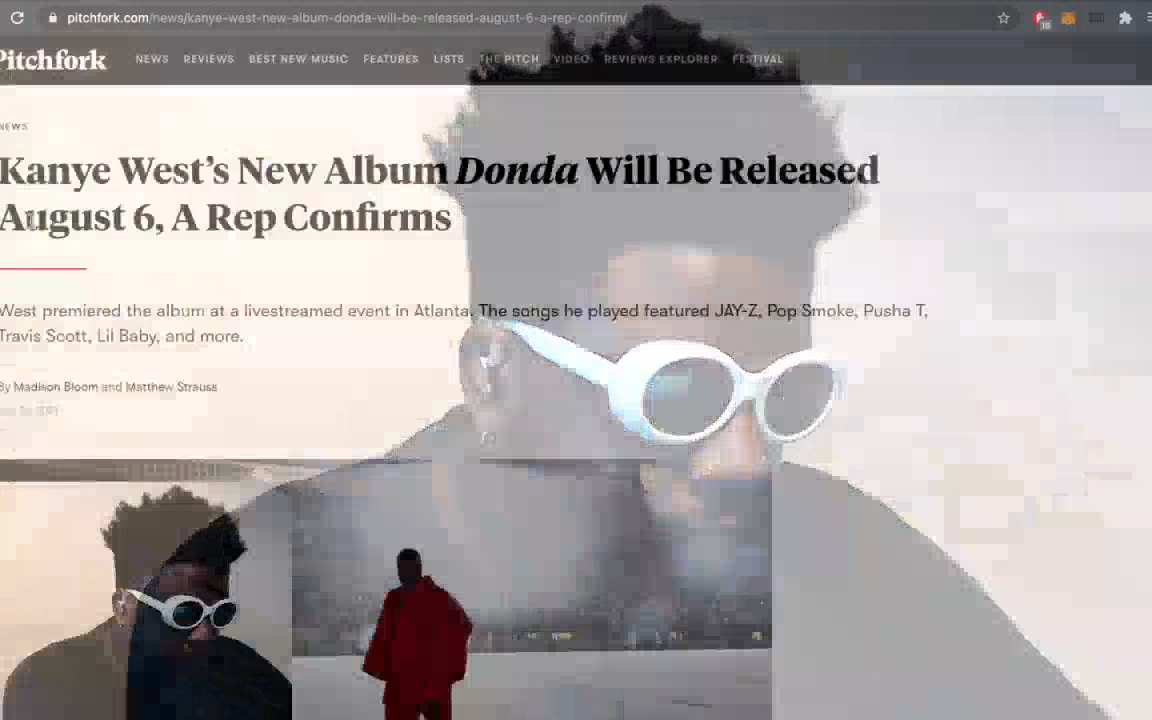 pitchfork.com/news/kanye-west-new-album-donda-will-be-released-august-6-a-rep-confirm/
Pitchfork NEWS REVIEWS BEST NEW MUSIC FEATURES LISTS THE PITCH VIDEO REVIEWS EXPLORER FESTIVAL
NEWS
Kanye West's New Album Donda Will Be Released
August 6, A Rep Confirms
West premiered the album at a livestreamed event in Atlanta. The songs he played featured JAY-Z, Pop Smoke, Pusha T,
Travis Scott, Lil Baby, and more.
By Madison Bloom and Matthew Strauss